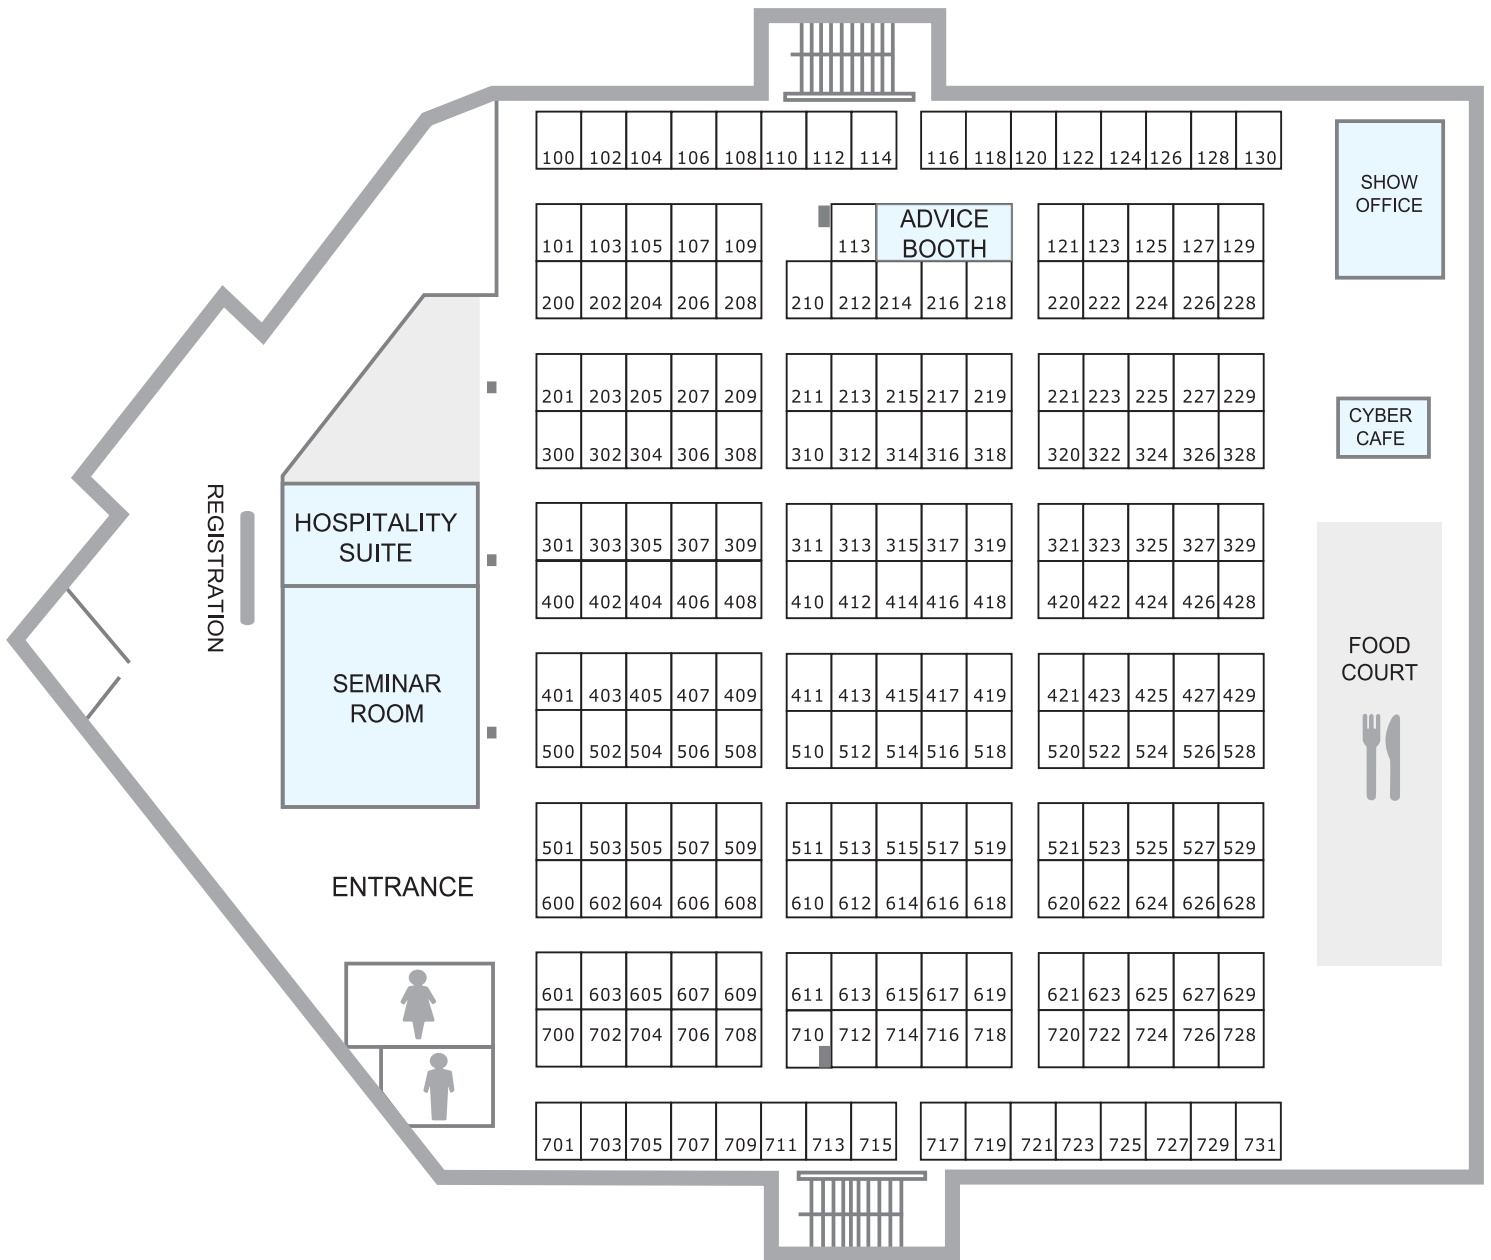 100 102 104 106 108 110 112 114 116 118 120 122 124 126 128 130
SHOW
OFFICE
ADVICE
BOOTH
101 103 105 107 109 113 121 123 125 127 129
200 202 204 206 208 210 212 214 216 218 220 222 224 226 228
201 203 205 207 209 211 213 215 217 219 221 223 225 227 229
CYBER
CAFE
300 302 304 306 308 310 312 314 316 318 320 322 324 326 328
REGISTRATION
HOSPITALITY
SUITE
301 303 305 307 309 311 313 315 317 319 321 323 325 327 329
400 402 404 406 408 410 412 414 416 418 420 422 424 426 428
FOOD
COURT
SEMINAR
ROOM
401 403 405 407 409 411 413 415 417 419 421 423 425 427 429
500 502 504 506 508 510 512 514 516 518 520 522 524 526 528
501 503 505 507 509 511 513 515 517 519 521 523 525 527 529
ENTRANCE
600 602 604 606 608 610 612 614 616 618 620 622 624 626 628
601 603 605 607 609 611 613 615 617 619 621 623 625 627 629
700 702 704 706 708 710 712 714 716 718 720 722 724 726 728
701 703 705 707 709 711 713 715 717 719 721 723 725 727 729 731